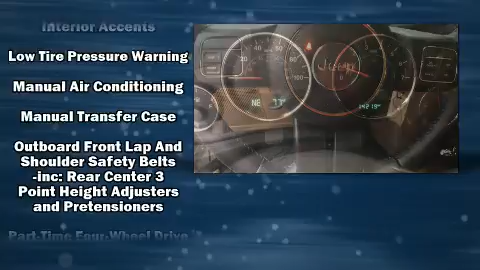 Interior Accents
Low Tire Pressure Warning
Manual Air Conditioning
Manual Transfer Case
Outboard Front Lap And
Shoulder Safety Belts
-inc: Rear Center 3
Point Height Adjusters
and Pretensioners
Part-Time Four-Wheel Drive
NE